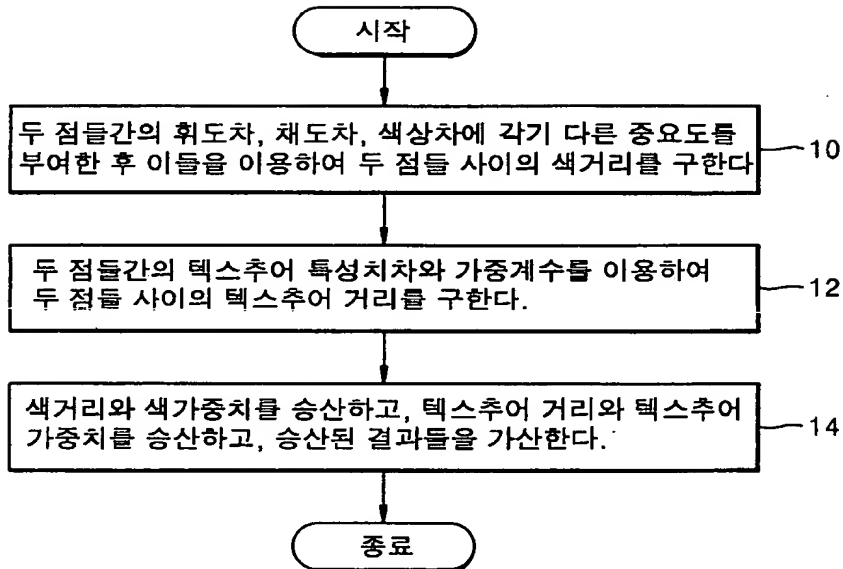 시작
두 점들간의 휘도차, 채도차, 색상차에 각기 다른 중요도를
부여한 후 이들을 이용하여 두 점들 사이의 색거리를 구한다
10
두 점들간의 텍스추어 특성치차와 가중계수를 이용하여
두 점들 사이의 텍스추어 거리를 구한다.
12
색거리와 색가중치를 승산하고, 텍스추어 거리와 텍스추어
가중치를 승산하고, 승산된 결과들을 가산한다.
14
종료